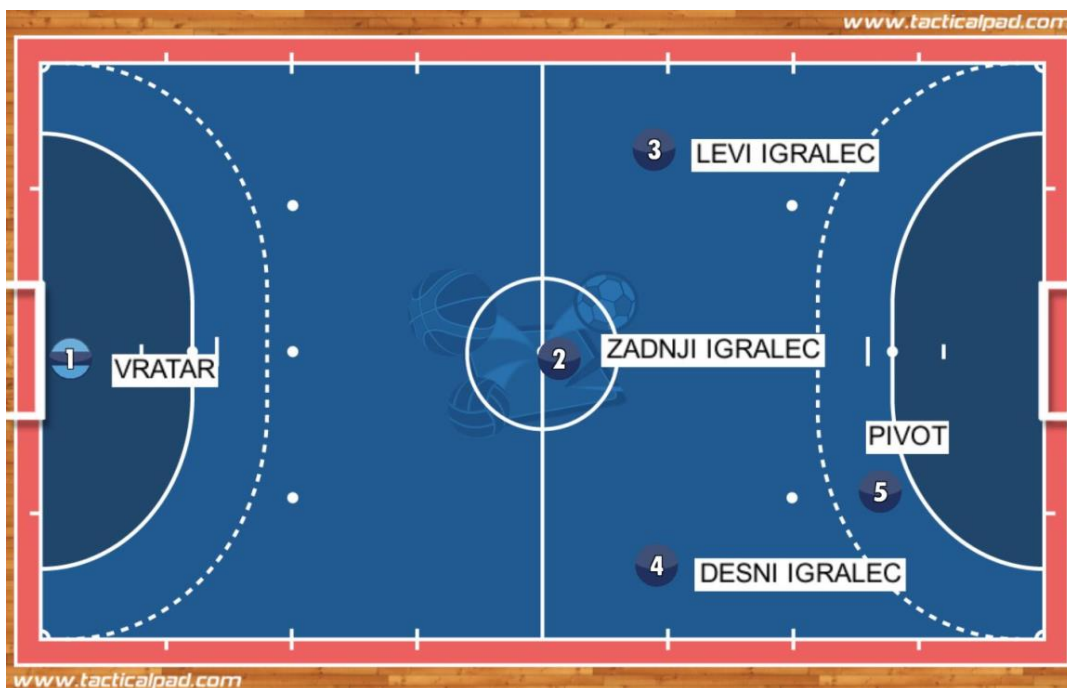 www.tacticalpad.com
3 LEVI IGRALEC
2 ZADNJI IGRALEC
1 VRATAR
PIVOT
5
4 DESNI IGRALEC
www.tacticalpad.com